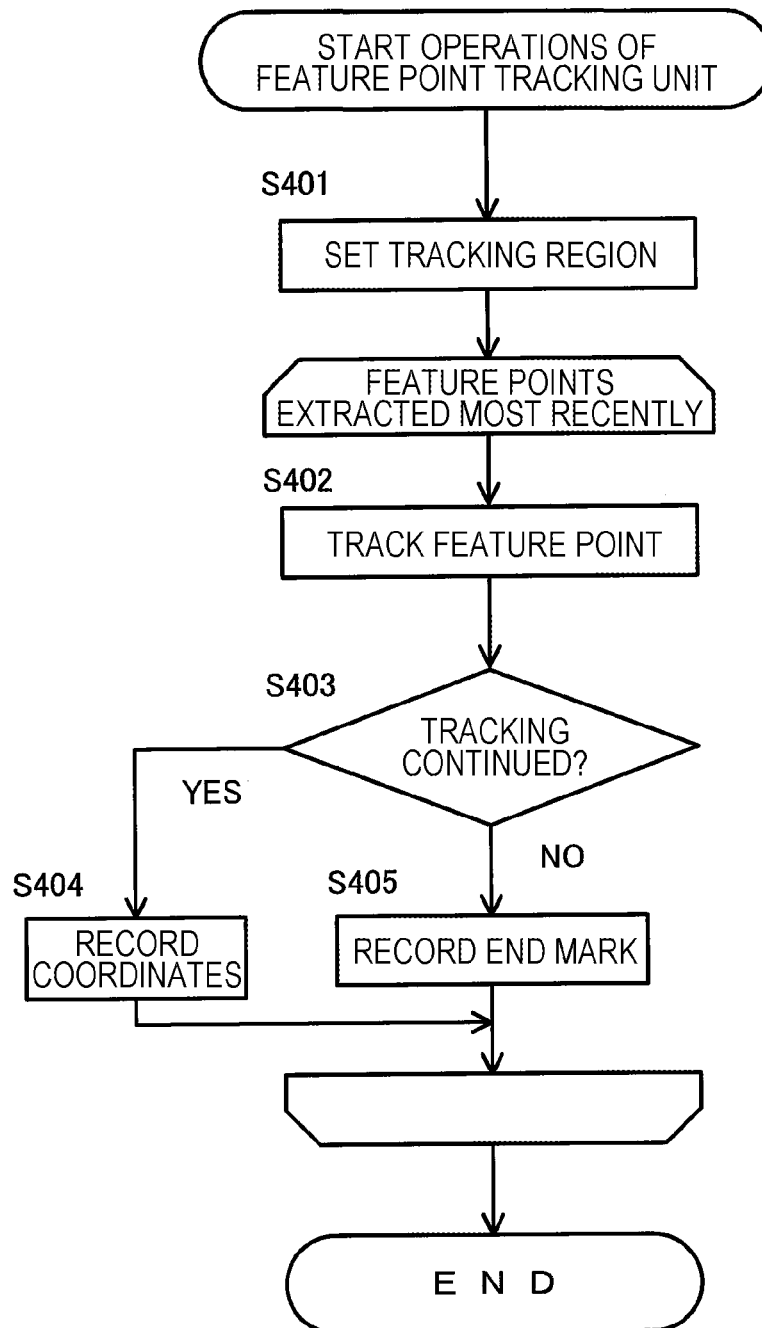 START OPERATIONS OF
FEATURE POINT TRACKING UNIT
S401
SET TRACKING REGION
FEATURE POINTS
EXTRACTED MOST RECENTLY
S402
TRACK FEATURE POINT
S403
TRACKING
CONTINUED?
YES
NO
S404
RECORD
COORDINATES
S405
RECORD END MARK
END